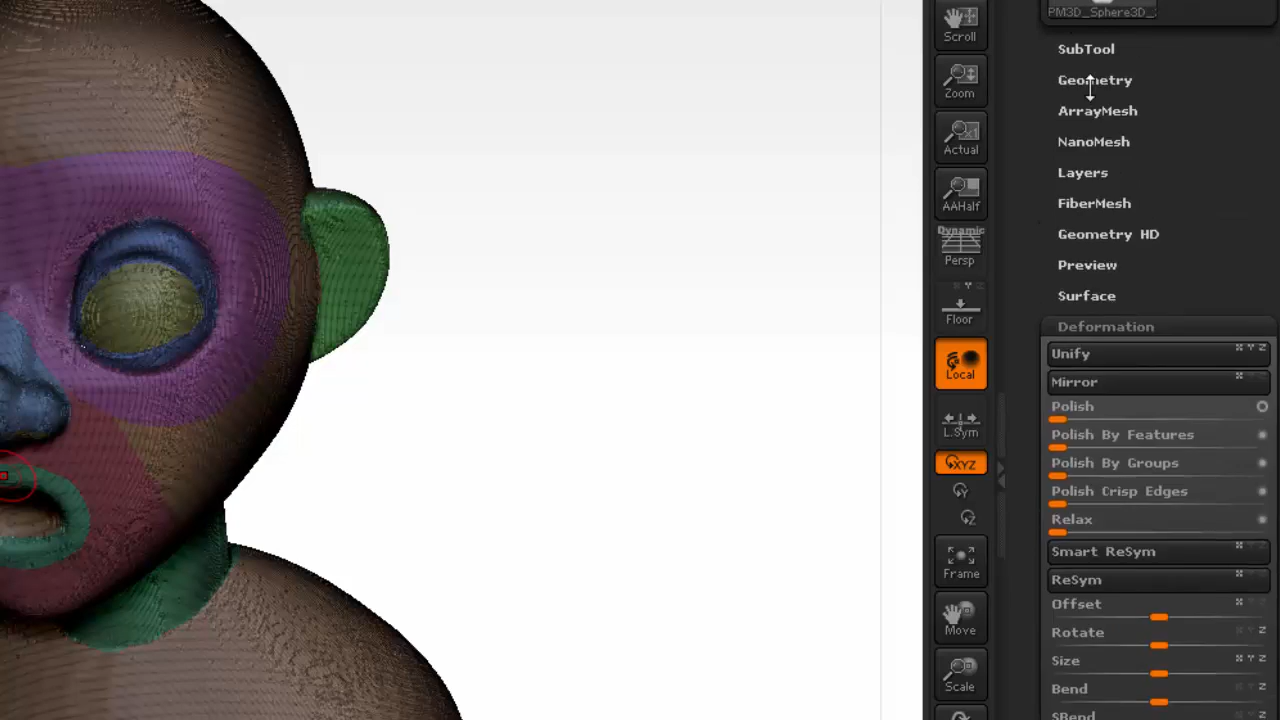 PM3D_Sphere3D_
Scroll
SubTool
Geometry
Zoom
ArrayMesh
Actual
NanoMesh
Layers
AAHalf
FiberMesh
Dynamic
Persp
Geometry HD
Preview
Surface
Floor
Deformation
Unify
Local
Mirror
Polish
L.Sym
Polish By Features
XYZ
Polish By Groups
Y
Polish Crisp Edges
Z
Relax
Smart ReSym
Frame
ReSym
Offset
Move
Rotate
Size
Scale
Bend
SBend